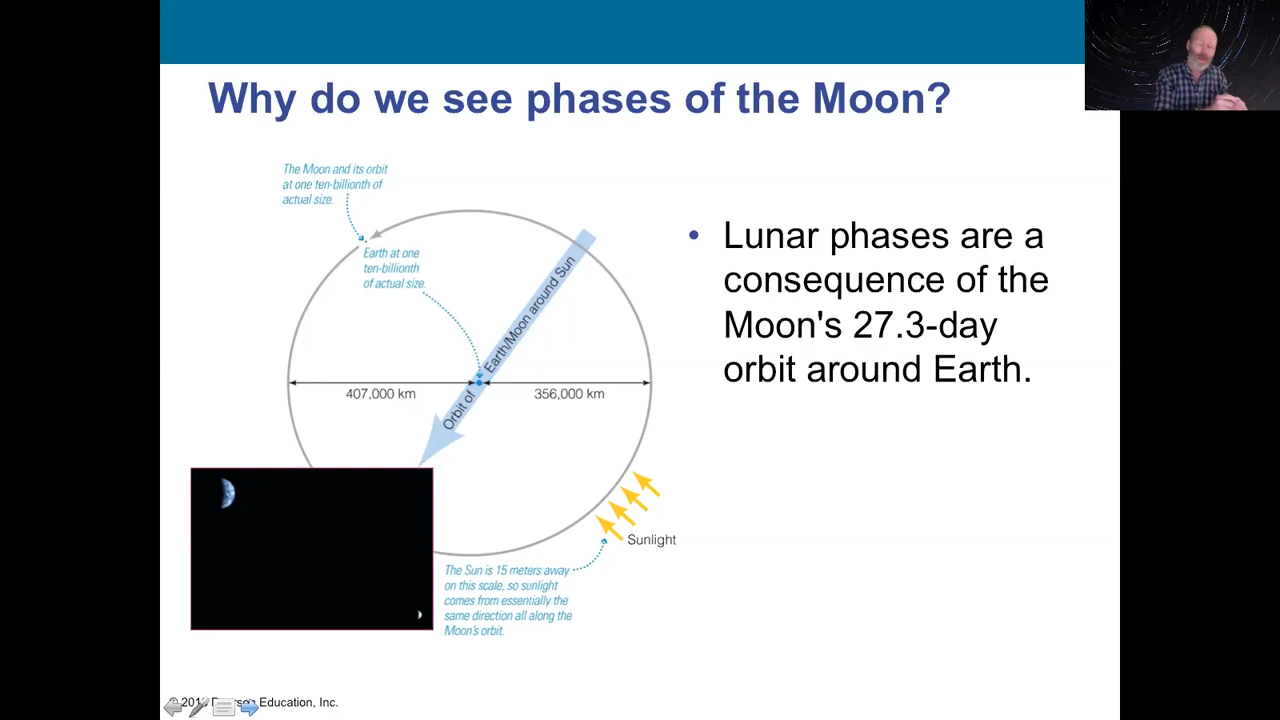 Why do we see phases of the Moon?
The Moon and its orbit
at one ten-billionth of
actual size.
Earth at one
ten-billionth
of actual size.
Orbit of Earth/Moon around Sun
407,000 km
356,000 km
Sunlight
The Sun is 15 meters away
on this scale, so sunlight
comes from essentially the
same direction all along the
Moon's orbit.
• Lunar phases are a
consequence of the
Moon's 27.3-day
orbit around Earth.
Education, Inc.